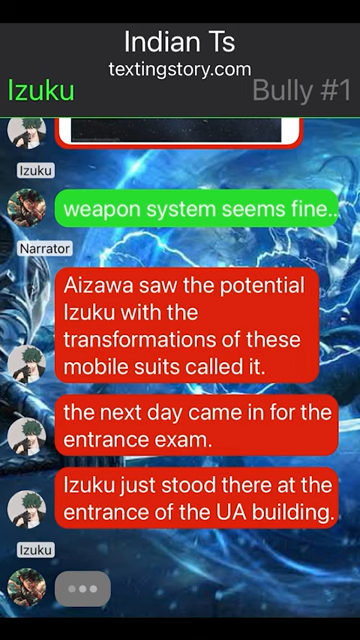 Indian Ts
textingstory.com
Izuku
Bully #1
Izuku
weapon system seems fine..
Narrator
Aizawa saw the potential
Izuku with the
transformations of these
mobile suits called it.
the next day came in for the
entrance exam.
Izuku just stood there at the
entrance of the UA building.
Izuku